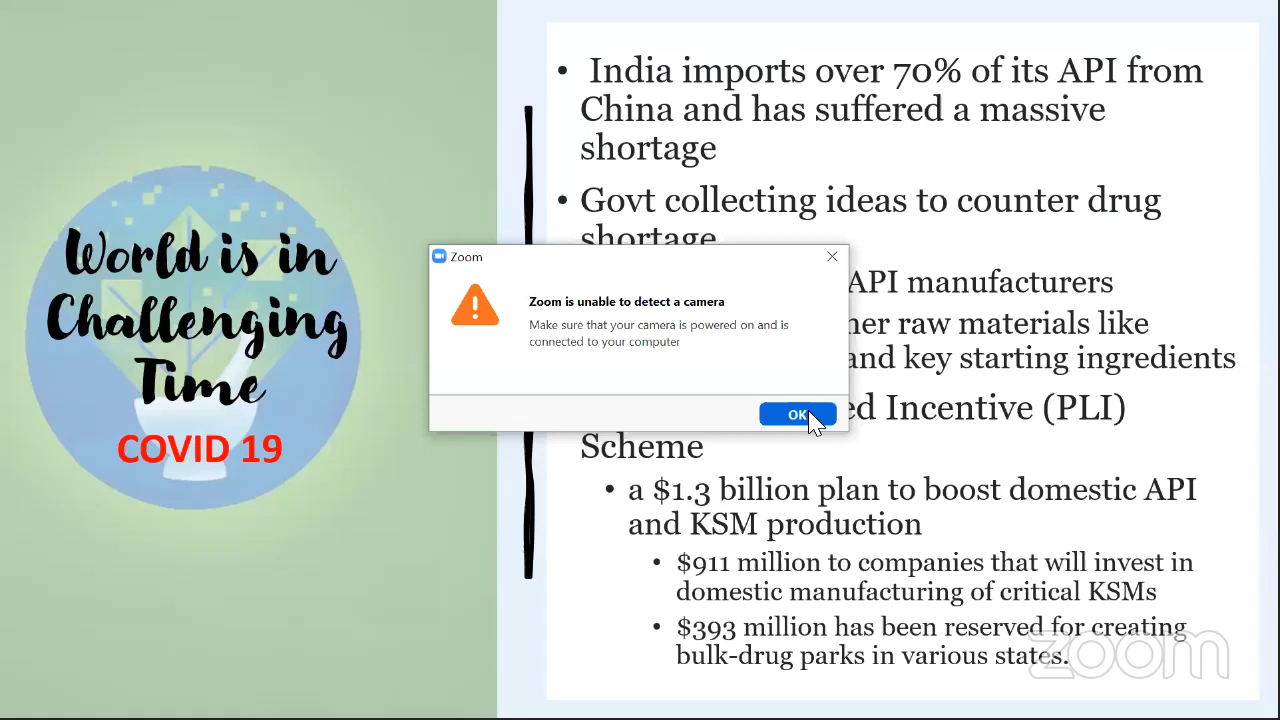 World is in
Challenging
Time
COVID 19
• India imports over 70% of its API from
China and has suffered a massive
shortage
• Govt collecting ideas to counter drug
shortage
API manufacturers
raw materials like
and key starting ingredients
Incentive (PLI)
Scheme
• a $1.3 billion plan to boost domestic API
and KSM production
• $911 million to companies that will invest in
domestic manufacturing of critical KSMs
• $393 million has been reserved for creating
bulk-drug parks in various states.
Zoom
Zoom is unable to detect a camera
Make sure that your camera is powered on and is
connected to your computer
OK
zoom